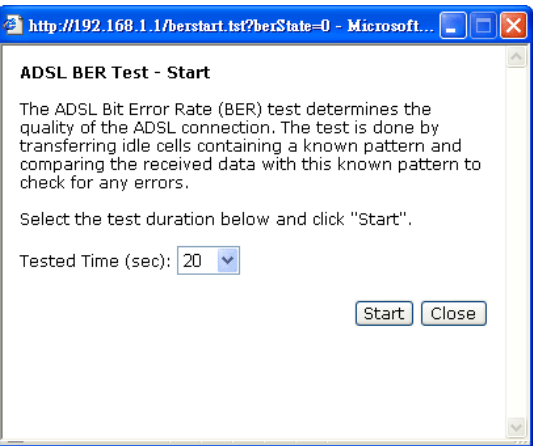 http://192.168.1.1/berstart.tst?berState=0 - Microsoft...
ADSL BER Test - Start
The ADSL Bit Error Rate (BER) test determines the
quality of the ADSL connection. The test is done by
transferring idle cells containing a known pattern and
comparing the received data with this known pattern to
check for any errors.
Select the test duration below and click "Start".
Tested Time (sec): 20
Start Close